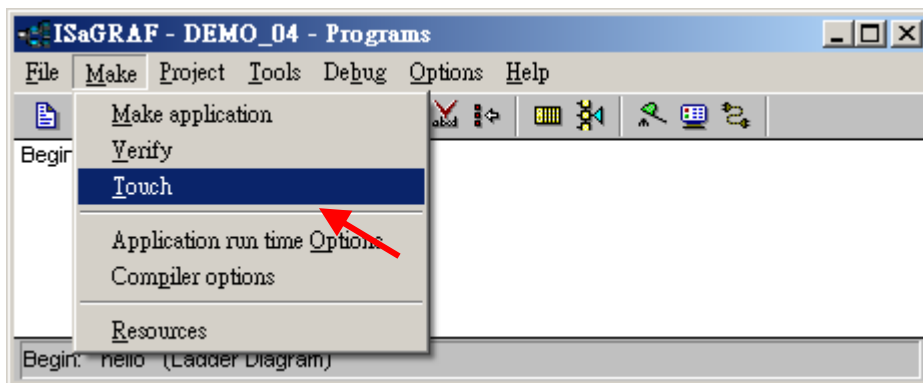 ISaGRAF - DEMO_04 - Programs
File Make Project Tools Debug Options Help
Make application
Verify
Touch
Application run time Options
Compiler options
Resources
Begin: hello (Ladder Diagram)